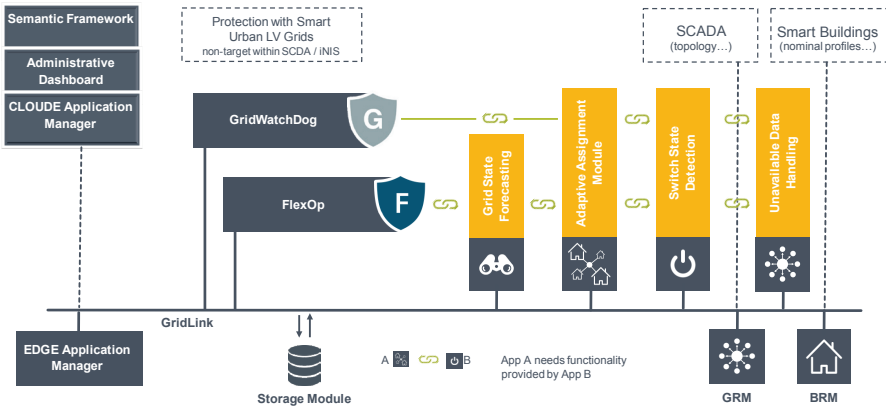 Semantic Framework
Administrative
Dashboard
CLOUDE Application
Manager
Protection with Smart
Urban LV Grids
non-target within SCDA / iNIS
SCADA
(topology…)
Smart Buildings
(nominal profiles…)
GridWatchDog
G
FlexOp
F
Grid State
Forecasting
Adaptive Assignment
Module
Switch State
Detection
Unavailable Data
Handling
GridLink
EDGE Application
Manager
Storage Module
A
B
App A needs functionality
provided by App B
GRM
BRM